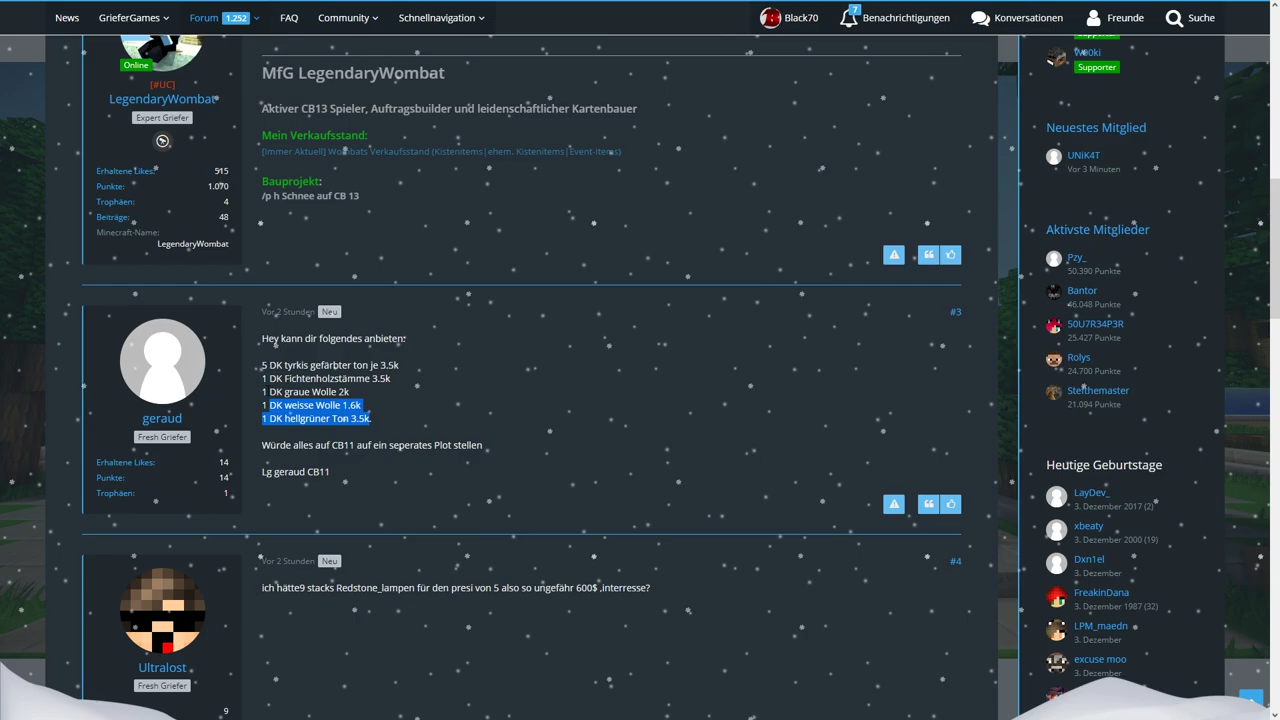 News GrieferGames Forum 1.252 FAQ Community Schnellnavigation Black70 7 Benachrichtigungen Konversationen Freunde Suche
Online
[#UC]
LegendaryWombat
Expert Griefer
Erhaltene Likes: 515
Punkte: 1.070
Trophäen: 4
Beiträge: 48
Minecraft-Name:
LegendaryWombat
MfG LegendaryWombat
Aktiver CB13 Spieler, Auftragsbuilder und leidenschaftlicher Kartenbauer
Mein Verkaufsstand:
[Immer Aktuell] Wombats Verkaufsstand (Kistenitems|ehem. Kistenitems|Event-Items)
Bauprojekt:
/p h Schnee auf CB 13
geraud
Fresh Griefer
Erhaltene Likes: 14
Punkte: 14
Trophäen: 1
Vor 2 Stunden Neu #3
Hey kann dir folgendes anbieten:
5 DK tyrkis gefärbter ton je 3.5k
1 DK Fichtenholzstämme 3.5k
1 DK graue Wolle 2k
1 DK weisse Wolle 1.6k
1 DK hellgrüner Ton 3.5k.
Würde alles auf CB11 auf ein seperates Plot stellen
Lg geraud CB11
Ultralost
Fresh Griefer
9
Vor 2 Stunden Neu #4
ich hätte9 stacks Redstone_lampen für den presi von 5 also so ungefähr 600$ ,interresse?
Supporter
W00ki
Supporter
Neuestes Mitglied
UNiK4T
Vor 3 Minuten
Aktivste Mitglieder
Pzy_
50.390 Punkte
Bantor
46.048 Punkte
50U7R34P3R
25.427 Punkte
Rolys
24.700 Punkte
Stefthemaster
21.094 Punkte
Heutige Geburtstage
LayDev_
3. Dezember 2017 (2)
xbeaty
3. Dezember 2000 (19)
Dxn1el
3. Dezember
FreakinDana
3. Dezember 1987 (32)
LPM_maedn
3. Dezember
excuse moo
3. Dezember